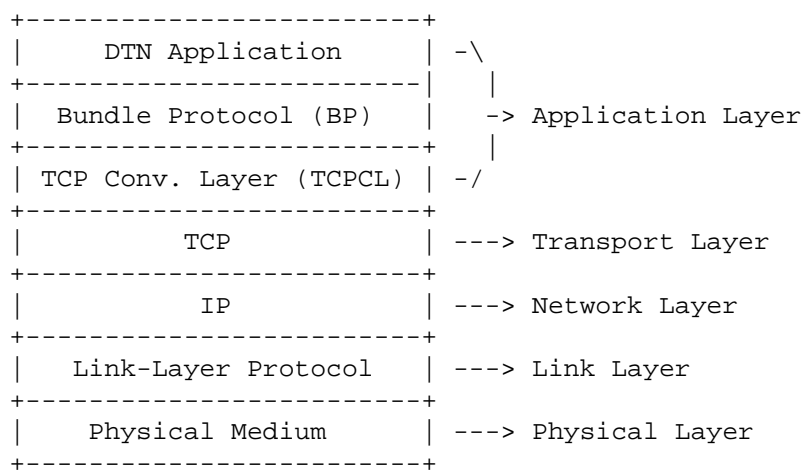 +-------------------------+
|     DTN Application     | -\
+-------------------------|   |
|  Bundle Protocol (BP)   |   -> Application Layer
+-------------------------+   |
| TCP Conv. Layer (TCPCL) | -/
+-------------------------+
|          TCP            | ---> Transport Layer
+-------------------------+
|           IP            | ---> Network Layer
+-------------------------+
|   Link-Layer Protocol   | ---> Link Layer
+-------------------------+
|    Physical Medium      | ---> Physical Layer
+-------------------------+